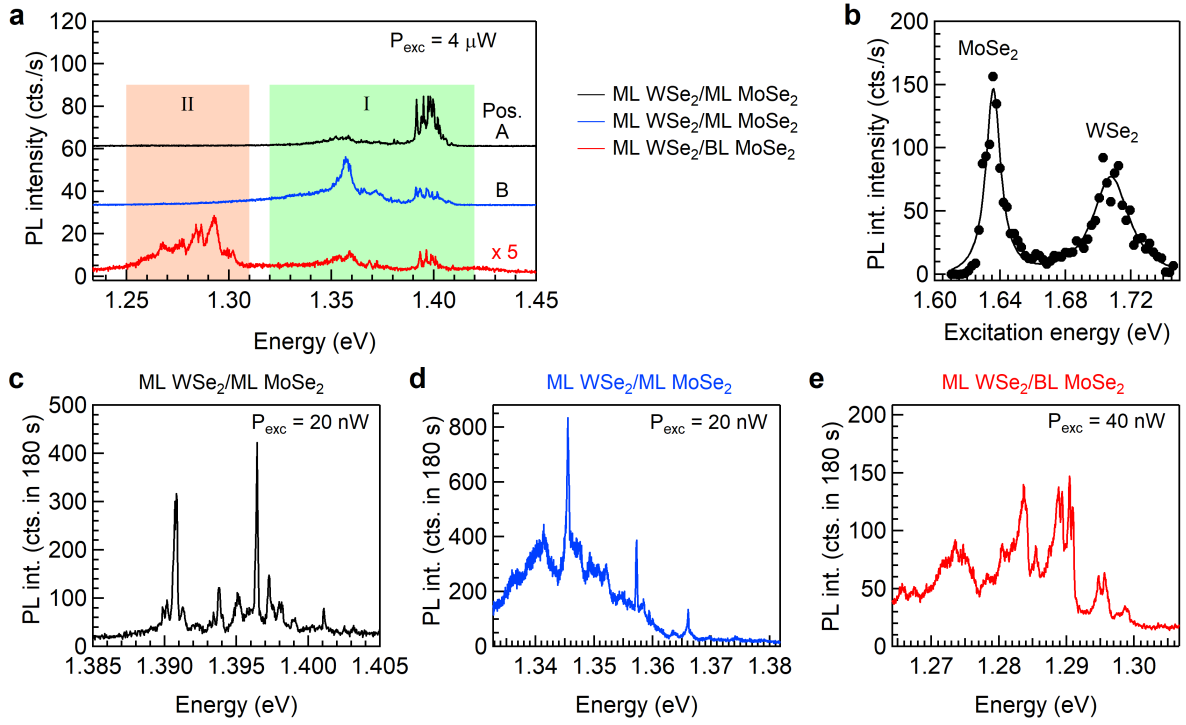 a
120
100
80
60
40
20
0
PL intensity (cts./s)
P_exc = 4 μW
II
I
Pos.
A
B
x 5
1.25
1.30
1.35
1.40
1.45
Energy (eV)
ML WSe₂/ML MoSe₂
ML WSe₂/ML MoSe₂
ML WSe₂/BL MoSe₂
b
200
150
100
50
0
PL int. intensity (cts./s)
MoSe₂
WSe₂
1.60
1.64
1.68
1.72
Excitation energy (eV)
c
ML WSe₂/ML MoSe₂
500
400
300
200
100
0
PL int. (cts. in 180 s)
P_exc = 20 nW
1.385
1.390
1.395
1.400
1.405
Energy (eV)
d
ML WSe₂/ML MoSe₂
800
600
400
200
0
PL int. (cts. in 180 s)
P_exc = 20 nW
1.34
1.35
1.36
1.37
1.38
Energy (eV)
e
ML WSe₂/BL MoSe₂
200
150
100
50
0
PL int. (cts. in 180 s)
P_exc = 40 nW
1.27
1.28
1.29
1.30
Energy (eV)